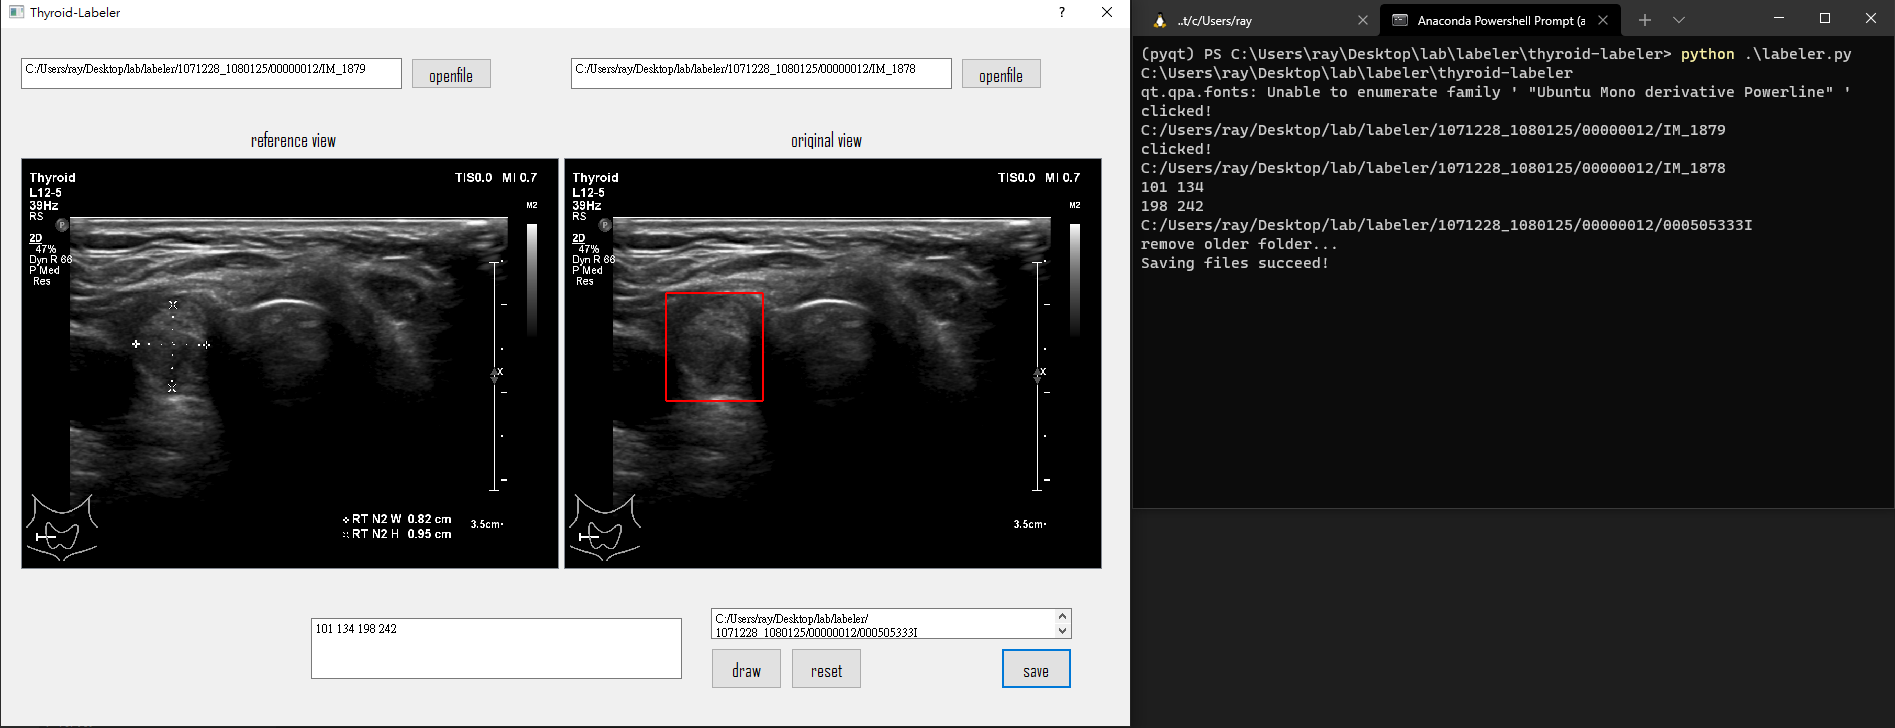 Thyroid-Labeler
?
C:/Users/ray/Desktop/lab/labeler/1071228_1080125/00000012/IM_1879
openfile
C:/Users/ray/Desktop/lab/labeler/1071228_1080125/00000012/IM_1878
openfile
reference view
original view
Thyroid
TIS0.0 MI 0.7
L12-5
39Hz
RS
M2
P
2D
47%
Dyn R 66
P Med
Res
X
RT N2 W 0.82 cm
RT N2 H 0.95 cm
3.5cm
Thyroid
TIS0.0 MI 0.7
L12-5
39Hz
RS
M2
P
2D
47%
Dyn R 66
P Med
Res
X
3.5cm
101 134 198 242
C:/Users/ray/Desktop/lab/labeler/
1071228_1080125/00000012/000505333I
draw
reset
save
..t/c/Users/ray
Anaconda Powershell Prompt (a
(pyqt) PS C:\Users\ray\Desktop\lab\labeler\thyroid-labeler> python .\labeler.py
C:\Users\ray\Desktop\lab\labeler\thyroid-labeler
qt.qpa.fonts: Unable to enumerate family ' "Ubuntu Mono derivative Powerline" '
clicked!
C:/Users/ray/Desktop/lab/labeler/1071228_1080125/00000012/IM_1879
clicked!
C:/Users/ray/Desktop/lab/labeler/1071228_1080125/00000012/IM_1878
101 134
198 242
C:/Users/ray/Desktop/lab/labeler/1071228_1080125/00000012/000505333I
remove older folder...
Saving files succeed!